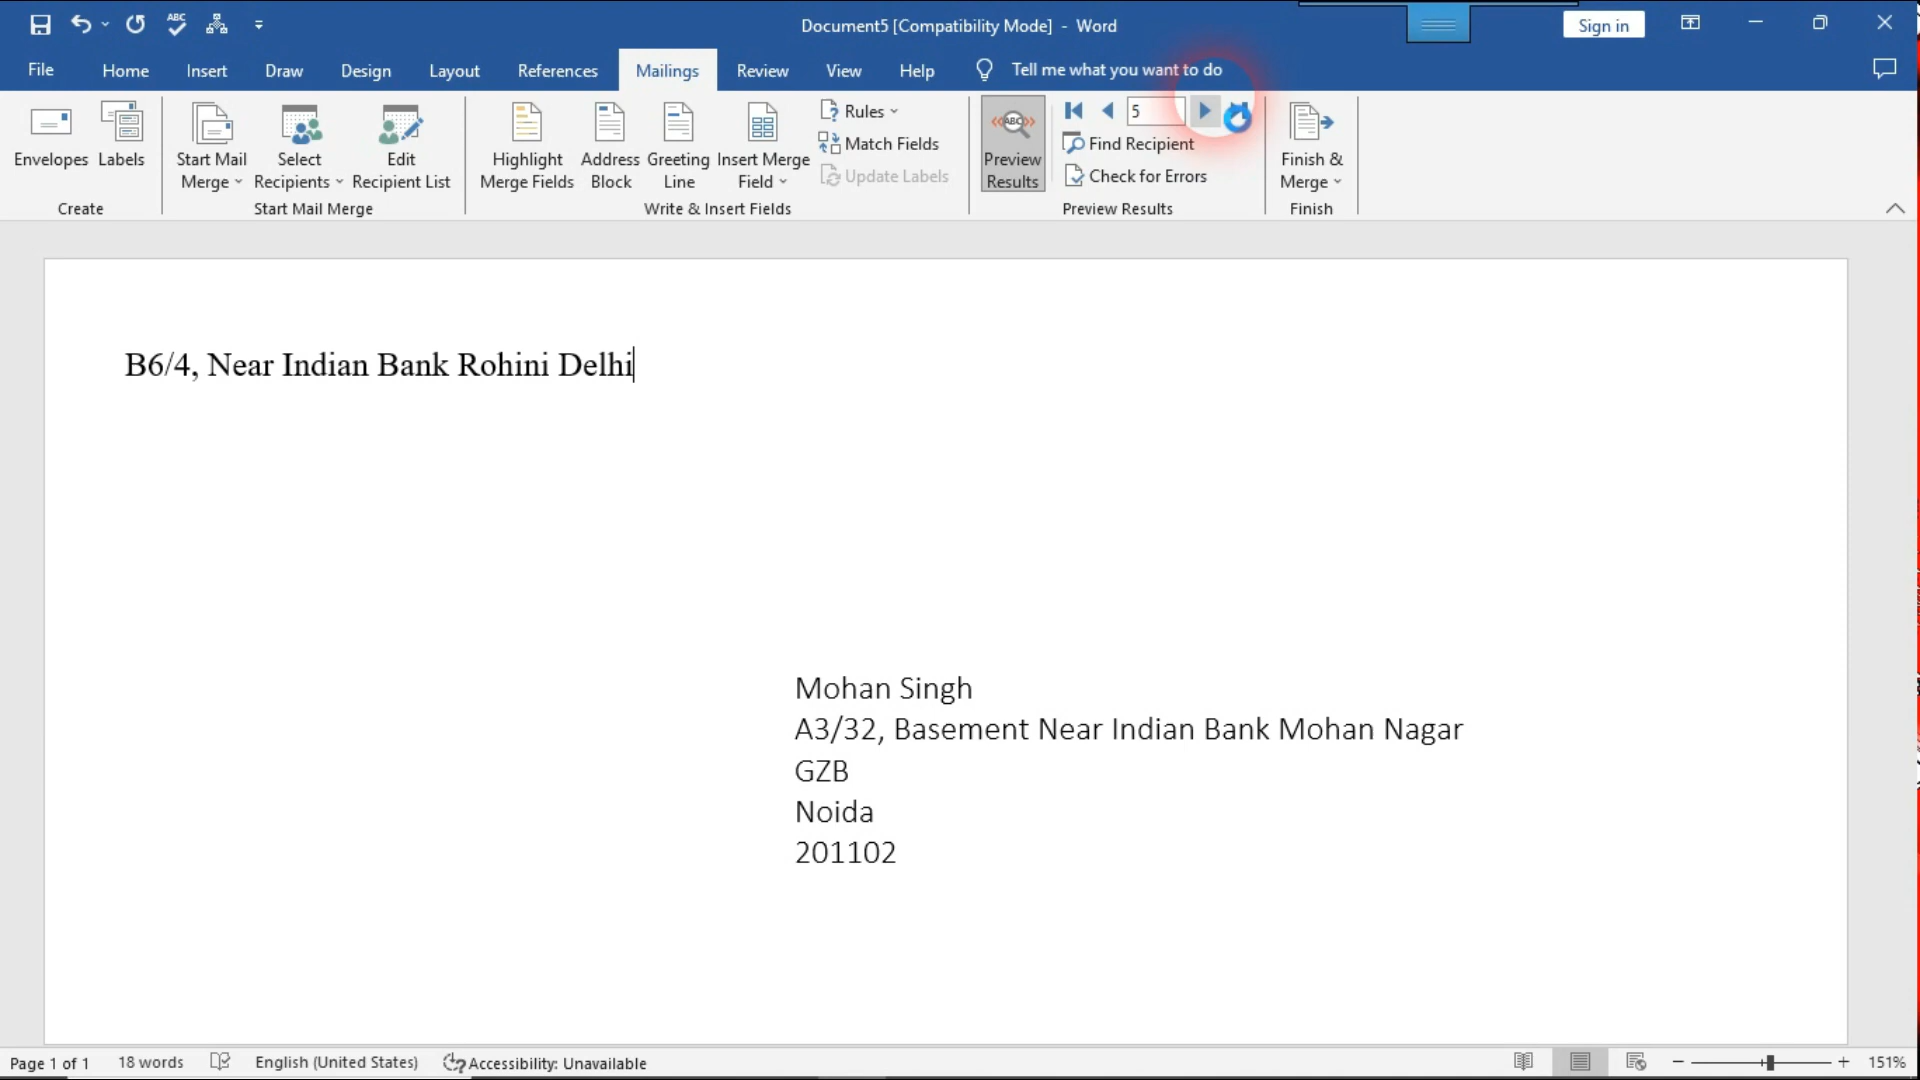 Document5 [Compatibility Mode] - Word
Sign in
File Home Insert Draw Design Layout References Mailings Review View Help Tell me what you want to do
Envelopes
Labels
Create
Start Mail
Merge
Select
Recipients
Edit
Recipient List
Start Mail Merge
Highlight
Merge Fields
Address
Block
Greeting
Line
Insert Merge
Field
Rules
Match Fields
Update Labels
Write & Insert Fields
ABC
Preview
Results
5
Find Recipient
Check for Errors
Preview Results
Finish &
Merge
Finish
B6/4, Near Indian Bank Rohini Delhi
Mohan Singh
A3/32, Basement Near Indian Bank Mohan Nagar
GZB
Noida
201102
Page 1 of 1 18 words English (United States) Accessibility: Unavailable 151%